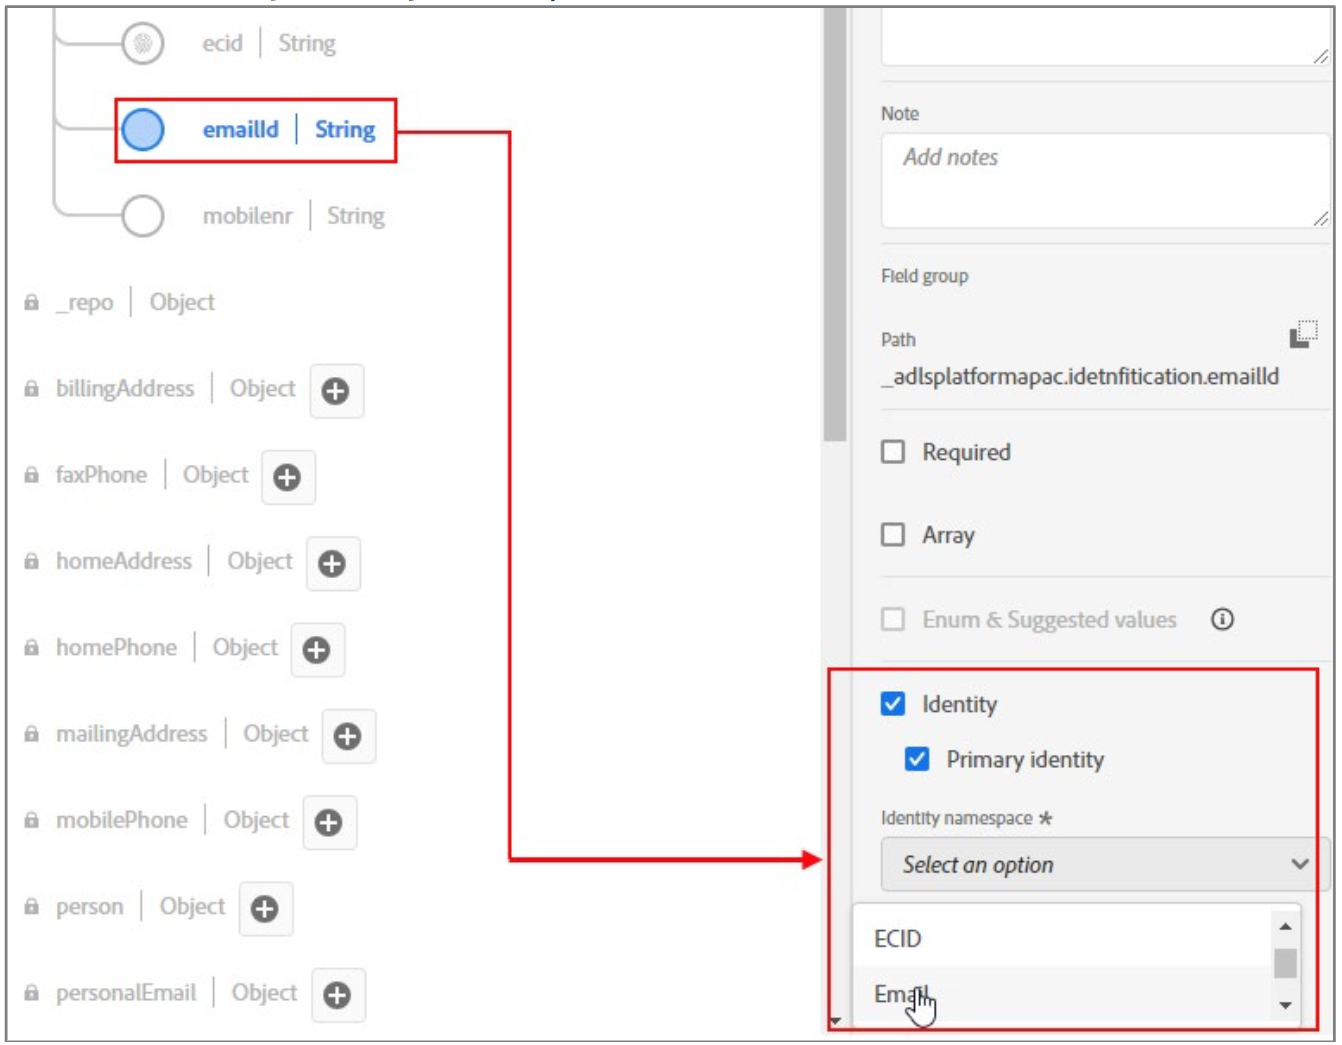 ecid | String
emailId | String
mobilenr | String
_repo | Object
billingAddress | Object
faxPhone | Object
homeAddress | Object
homePhone | Object
mailingAddress | Object
mobilePhone | Object
person | Object
personalEmail | Object
Note
Add notes
Field group
Path
_adlsplatformapac.idetnfitication.emailId
Required
Array
Enum & Suggested values
Identity
Primary identity
Identity namespace *
Select an option
ECID
Email